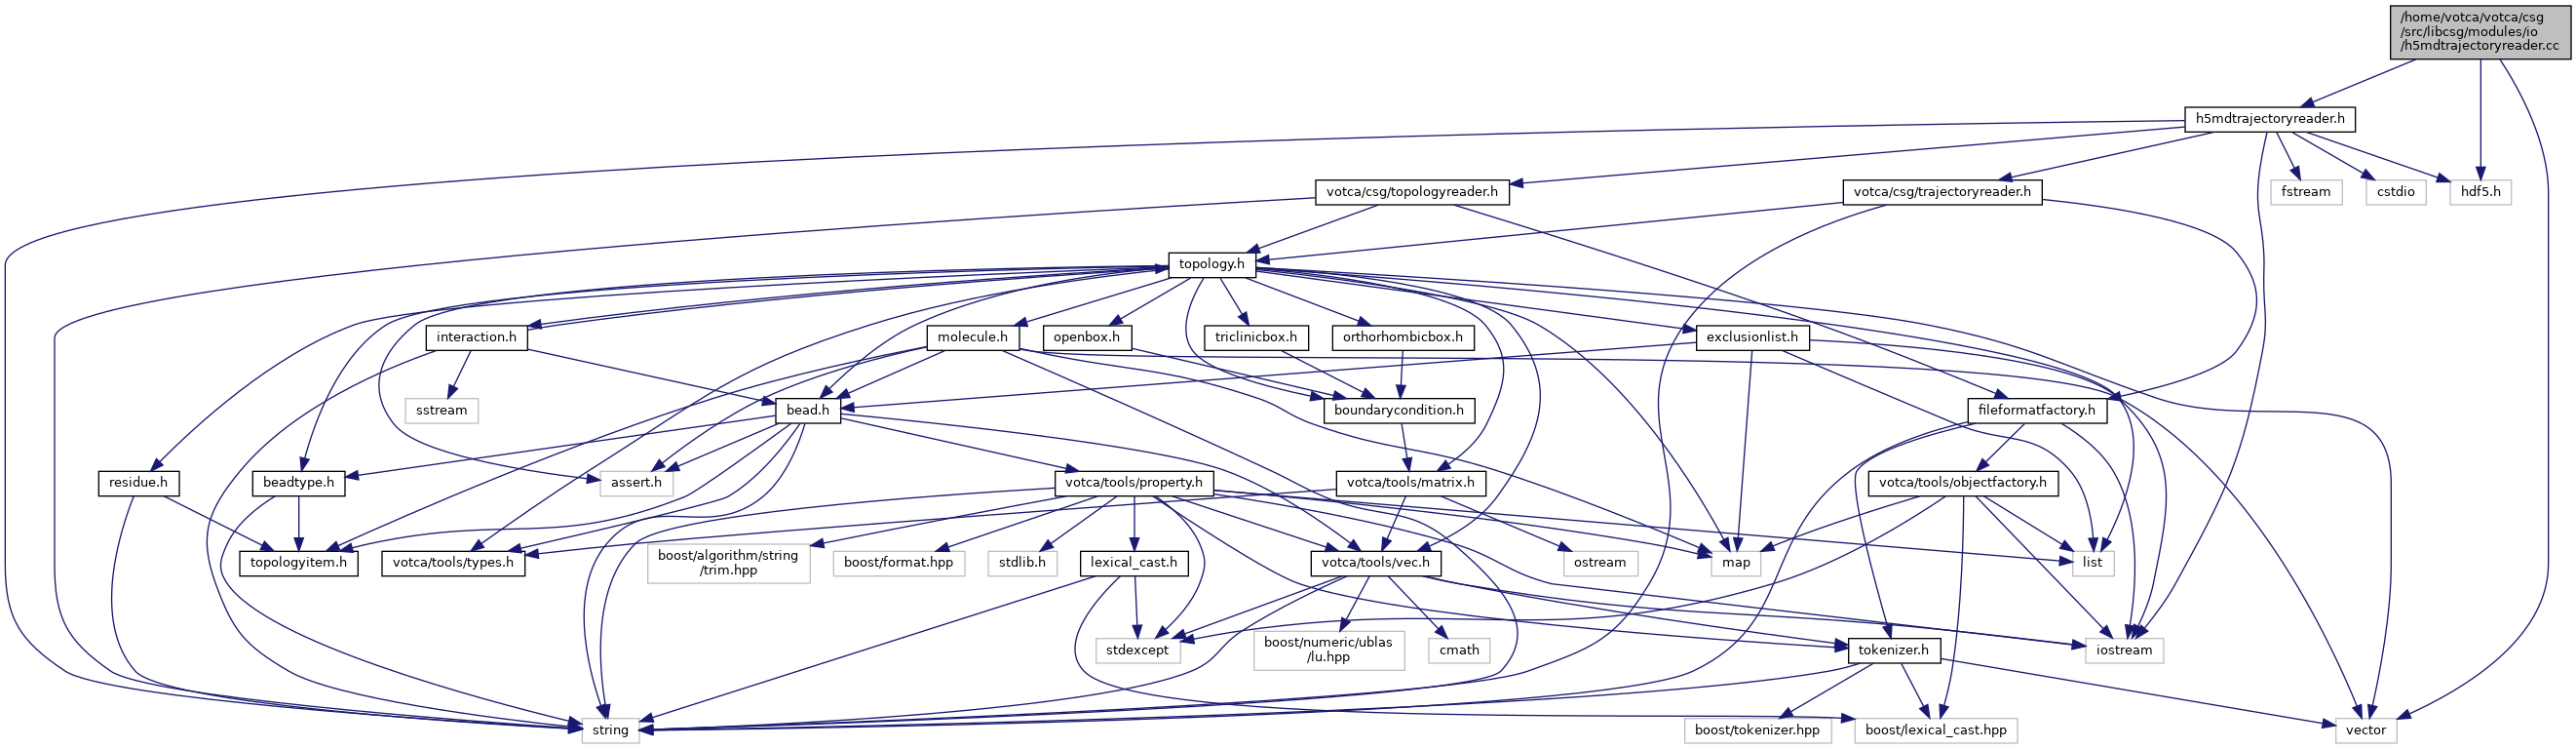 /home/votca/votca/csg
/src/libcsg/modules/io
/h5mdtrajectoryreader.cc
h5mdtrajectoryreader.h
votca/csg/topologyreader.h
votca/csg/trajectoryreader.h
fstream
cstdio
hdf5.h
topology.h
interaction.h
molecule.h
openbox.h
triclinicbox.h
orthorhombicbox.h
exclusionlist.h
sstream
bead.h
boundarycondition.h
fileformatfactory.h
residue.h
beadtype.h
assert.h
votca/tools/property.h
votca/tools/matrix.h
votca/tools/objectfactory.h
topologyitem.h
votca/tools/types.h
boost/algorithm/string
/trim.hpp
boost/format.hpp
stdlib.h
lexical_cast.h
votca/tools/vec.h
ostream
map
list
stdexcept
boost/numeric/ublas
/lu.hpp
cmath
tokenizer.h
iostream
string
boost/tokenizer.hpp
boost/lexical_cast.hpp
vector